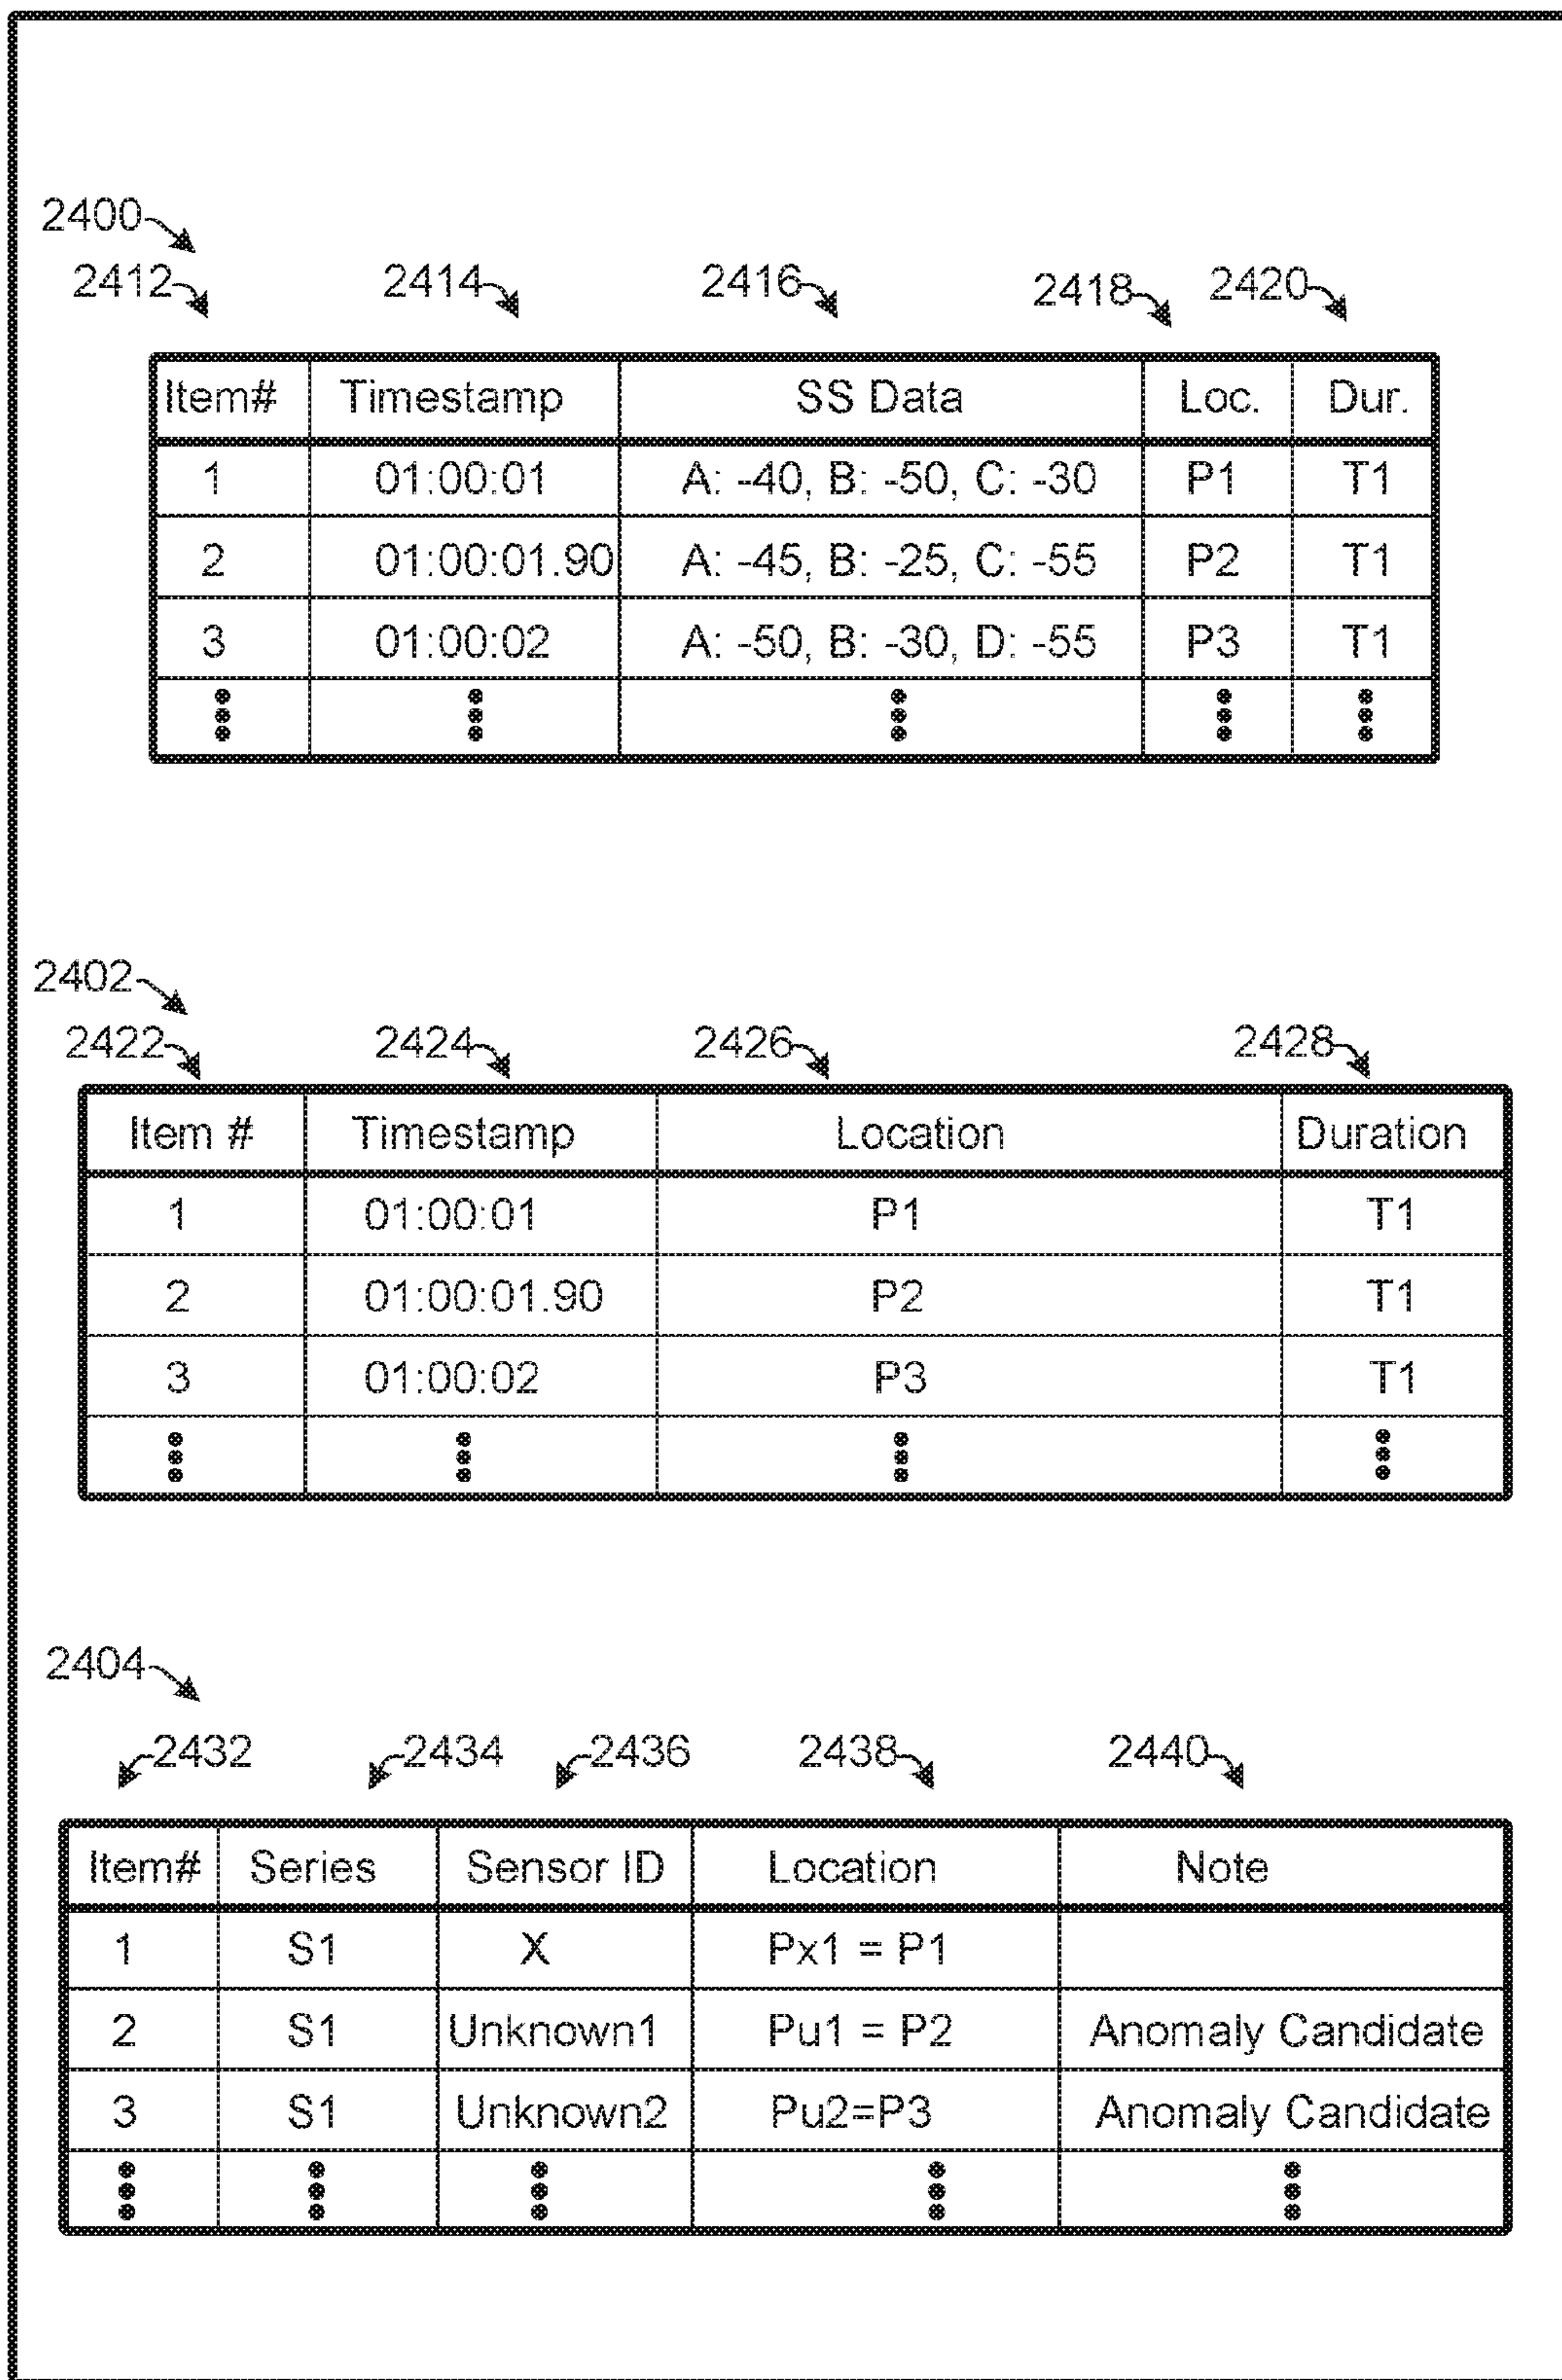 2400
2412 2414 2416 2418 2420
Item# Timestamp SS Data Loc. Dur.
1 01:00:01 A: -40, B: -50, C: -30 P1 T1
2 01:00:01.90 A: -45, B: -25, C: -55 P2 T1
3 01:00:02 A: -50, B: -30, D: -55 P3 T1
2402
2422 2424 2426 2428
Item # Timestamp Location Duration
1 01:00:01 P1 T1
2 01:00:01.90 P2 T1
3 01:00:02 P3 T1
2404
2432 2434 2436 2438 2440
Item# Series Sensor ID Location Note
1 S1 X Px1 = P1
2 S1 Unknown1 Pu1 = P2 Anomaly Candidate
3 S1 Unknown2 Pu2=P3 Anomaly Candidate